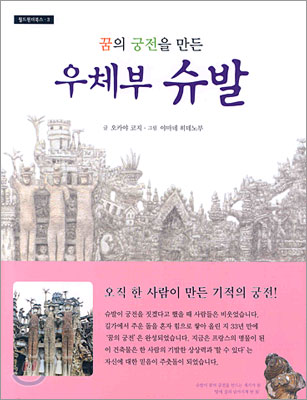 월드원더북스 · 3
꿈의 궁전을 만든
우체부 슈발
글 오카야 코지 · 그림 야마네 히데노부
오직 한 사람이 만든 기적의 궁전!
슈발이 궁전을 짓겠다고 했을 때 사람들은 비웃었습니다.
길가에서 주운 돌을 혼자 힘으로 쌓아 올린 지 33년 만에
'꿈의 궁전'은 완성되었습니다. 지금은 프랑스의 명물이 된
이 건축물은 한 사람의 기발한 상상력과 '할 수 있다'는
자신에 대한 믿음이 주춧돌이 되었습니다.